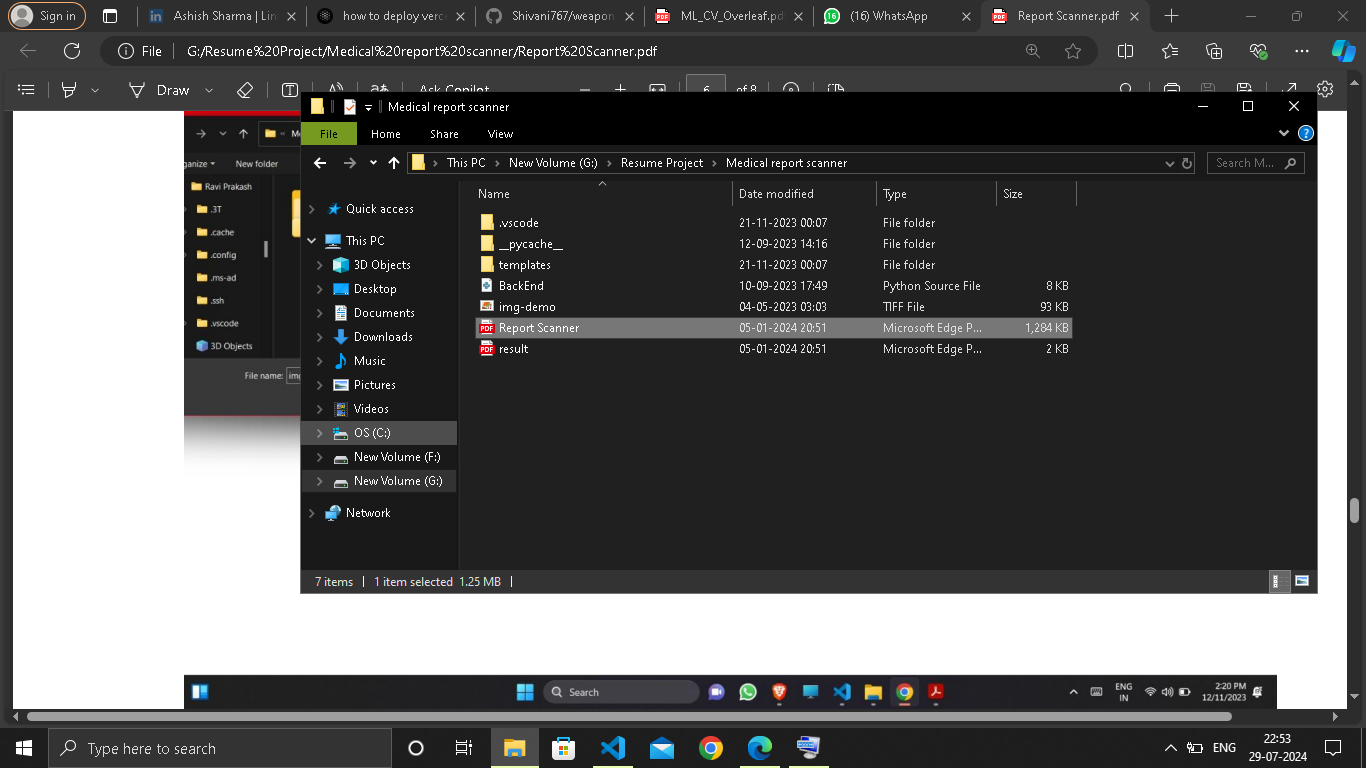 Sign in
Ashish Sharma | Lin
how to deploy verce
Shivani767/weapon
ML_CV_Overleaf.pd
(16) WhatsApp
Report Scanner.pdf
File G:/Resume%20Project/Medical%20report%20scanner/Report%20Scanner.pdf
Draw Ask Copilot 6 of 8
Medical report scanner
File Home Share View
This PC New Volume (G:) Resume Project Medical report scanner Search M...
Name Date modified Type Size
.vscode 21-11-2023 00:07 File folder
__pycache__ 12-09-2023 14:16 File folder
templates 21-11-2023 00:07 File folder
BackEnd 10-09-2023 17:49 Python Source File 8 KB
img-demo 04-05-2023 03:03 TIFF File 93 KB
Report Scanner 05-01-2024 20:51 Microsoft Edge P... 1,284 KB
result 05-01-2024 20:51 Microsoft Edge P... 2 KB
Quick access
This PC
3D Objects
Desktop
Documents
Downloads
Music
Pictures
Videos
OS (C:)
New Volume (F:)
New Volume (G:)
Network
7 items 1 item selected 1.25 MB
Me
ganize New folder
Ravi Prakash
.3T
.cache
.config
.ms-ad
.ssh
.vscode
3D Objects
File name: img
Search
ENG
IN
2:20 PM
12/11/2023
Type here to search
ENG
22:53
29-07-2024